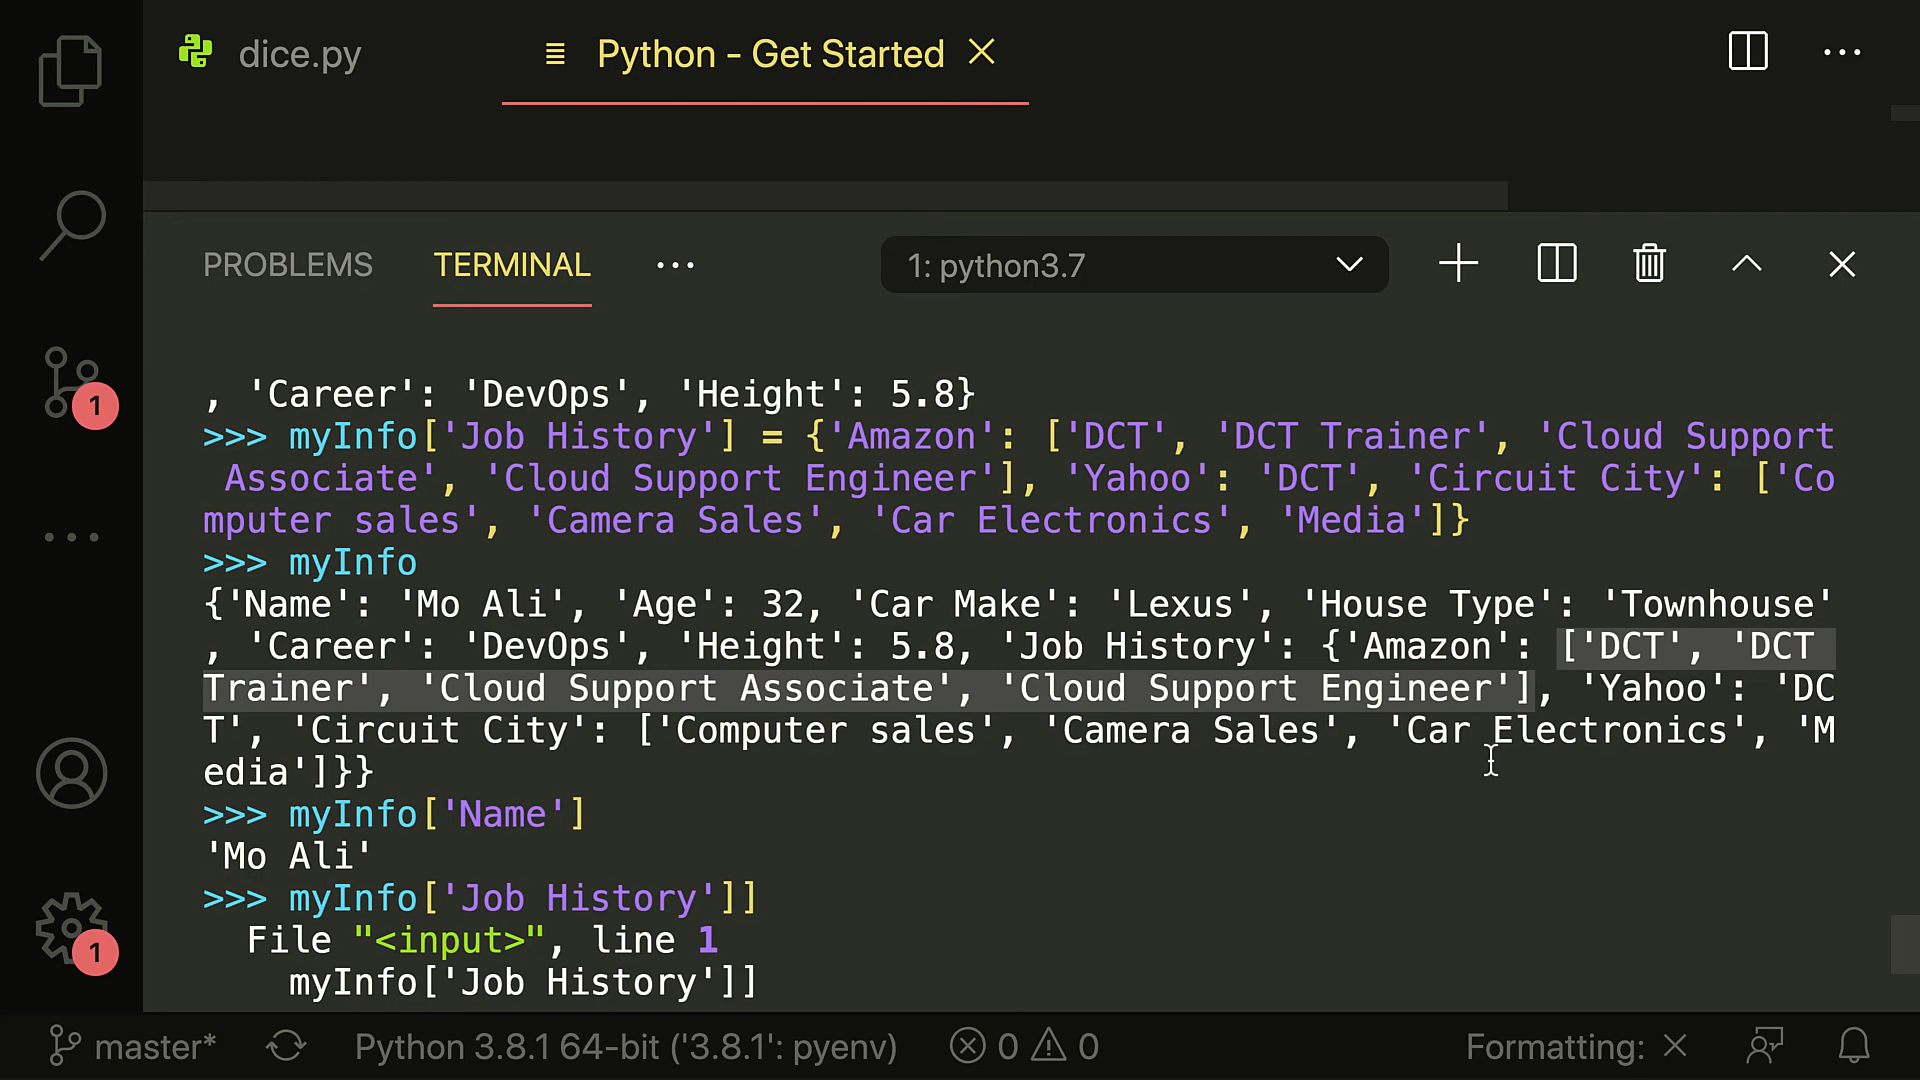 dice.py
Python - Get Started
PROBLEMS TERMINAL ... 1: python3.7
, 'Career': 'DevOps', 'Height': 5.8}
>>> myInfo['Job History'] = {'Amazon': ['DCT', 'DCT Trainer', 'Cloud Support
 Associate', 'Cloud Support Engineer'], 'Yahoo': 'DCT', 'Circuit City': ['Co
mputer sales', 'Camera Sales', 'Car Electronics', 'Media']}
>>> myInfo
{'Name': 'Mo Ali', 'Age': 32, 'Car Make': 'Lexus', 'House Type': 'Townhouse'
, 'Career': 'DevOps', 'Height': 5.8, 'Job History': {'Amazon': ['DCT', 'DCT
Trainer', 'Cloud Support Associate', 'Cloud Support Engineer'], 'Yahoo': 'DC
T', 'Circuit City': ['Computer sales', 'Camera Sales', 'Car Electronics', 'M
edia']}}
>>> myInfo['Name']
'Mo Ali'
>>> myInfo['Job History']]
  File "<input>", line 1
    myInfo['Job History']]
1
1
master* Python 3.8.1 64-bit ('3.8.1': pyenv) 0 0 Formatting: ×